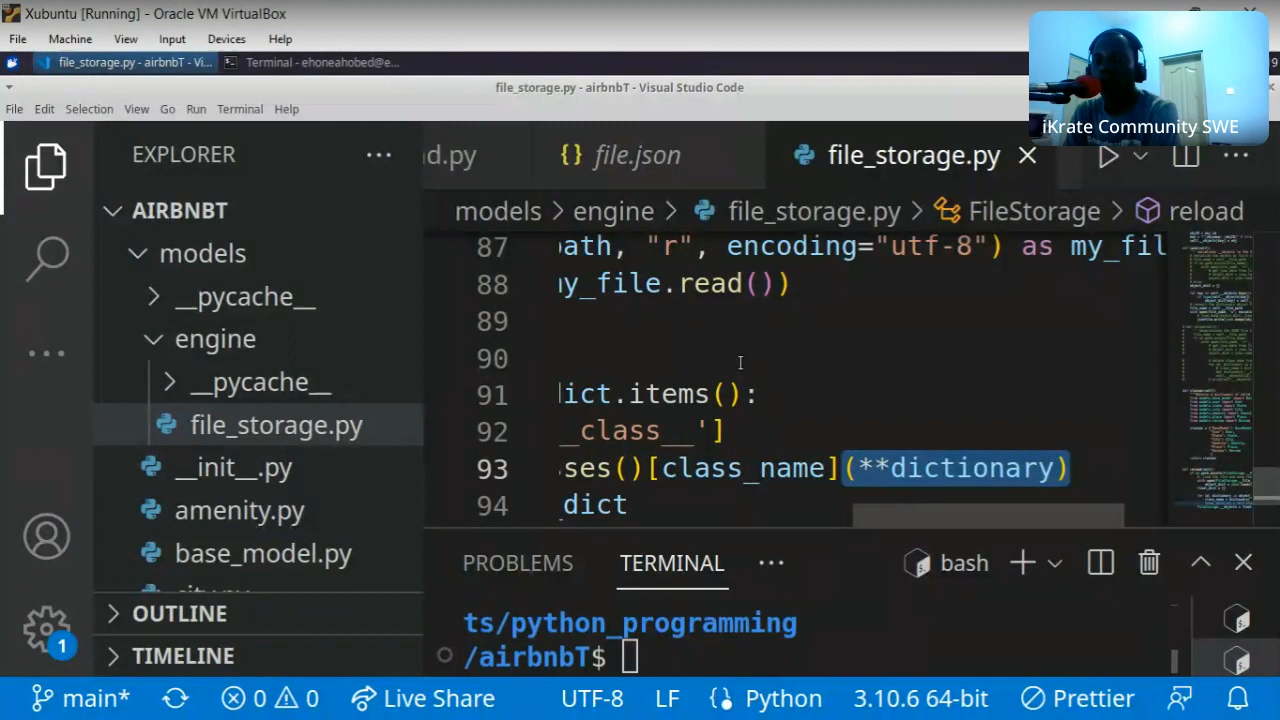 Xubuntu [Running] - Oracle VM VirtualBox
File Machine View Input Devices Help
file_storage.py - airbnbT - Vi... Terminal - ehoneahobed@e...
file_storage.py - airbnbT - Visual Studio Code
File Edit Selection View Go Run Terminal Help
iKrate Community SWE
EXPLORER
d.py {} file.json file_storage.py
AIRBNBT
models > engine > file_storage.py > FileStorage > reload
models
__pycache__
engine
__pycache__
file_storage.py
__init__.py
amenity.py
base_model.py
OUTLINE
TIMELINE
87 path, "r", encoding="utf-8") as my_fil
88 my_file.read())
89
90
91 dict.items():
92 __class__']
93 ses()[class_name](**dictionary)
94 dict
PROBLEMS TERMINAL bash
ts/python_programming
/airbnbT$
1
main* 0 0 Live Share UTF-8 LF {} Python 3.10.6 64-bit Prettier